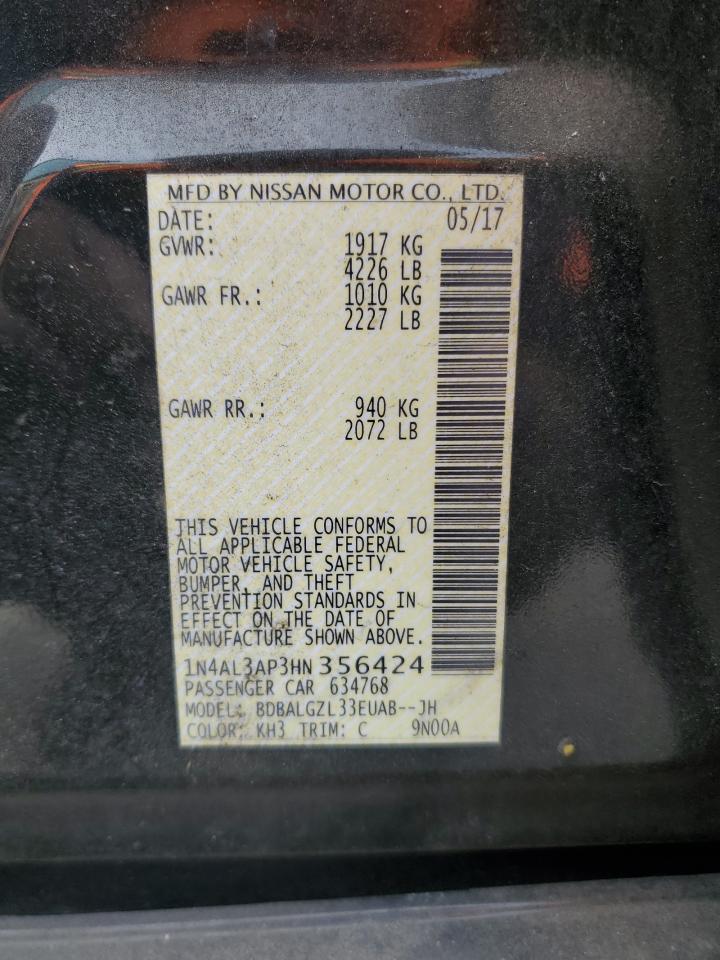 MFD BY NISSAN MOTOR CO., LTD.
DATE: 05/17
GVWR: 1917 KG
4226 LB
GAWR FR.: 1010 KG
2227 LB
GAWR RR.: 940 KG
2072 LB
THIS VEHICLE CONFORMS TO
ALL APPLICABLE FEDERAL
MOTOR VEHICLE SAFETY,
BUMPER, AND THEFT
PREVENTION STANDARDS IN
EFFECT ON THE DATE OF
MANUFACTURE SHOWN ABOVE.
1N4AL3AP3HN356424
PASSENGER CAR 634768
MODEL: BDBALGZL33EUAB--JH
COLOR: KH3 TRIM: C 9N00A